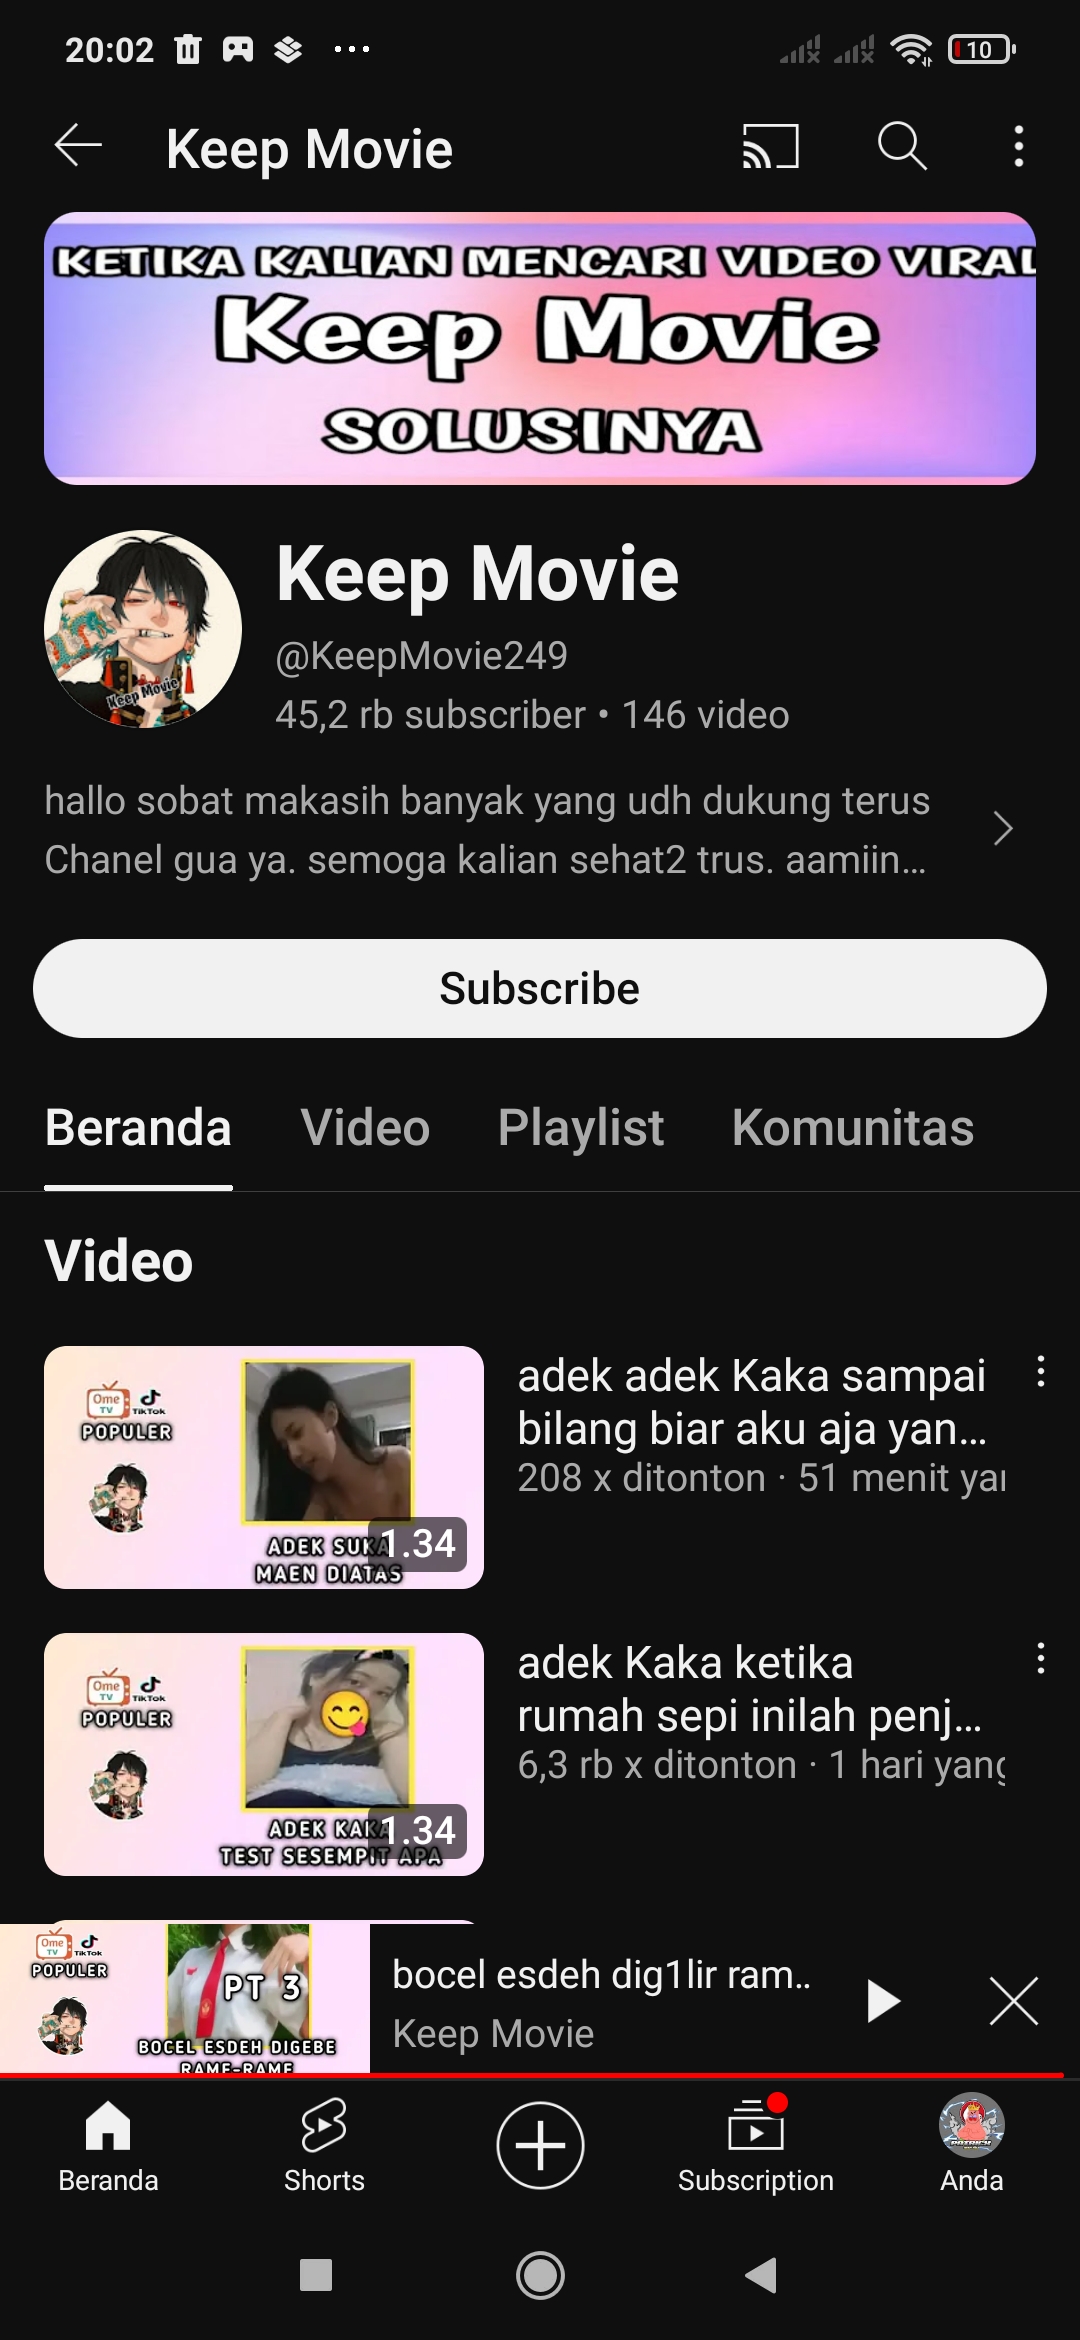 20:02
10
Keep Movie
KETIKA KALIAN MENCARI VIDEO VIRAL
Keep Movie
SOLUSINYA
Keep Movie
Keep Movie
@KeepMovie249
45,2 rb subscriber • 146 video
hallo sobat makasih banyak yang udh dukung terus
Chanel gua ya. semoga kalian sehat2 trus. aamiin...
Subscribe
Beranda Video Playlist Komunitas
Video
Ome TV TikTok
POPULER
ADEK SUKA
MAEN DIATAS
1.34
adek adek Kaka sampai
bilang biar aku aja yan...
208 x ditonton · 51 menit yan
Ome TV TikTok
POPULER
ADEK KAKA
TEST SESEMPIT APA
1.34
adek Kaka ketika
rumah sepi inilah penj...
6,3 rb x ditonton · 1 hari yang
Ome TV TikTok
POPULER
PT 3
BOCEL ESDEH DIGEBE
RAME-RAME
bocel esdeh dig1lir ram..
Keep Movie
Beranda
Shorts
Subscription
PATRICK
Anda